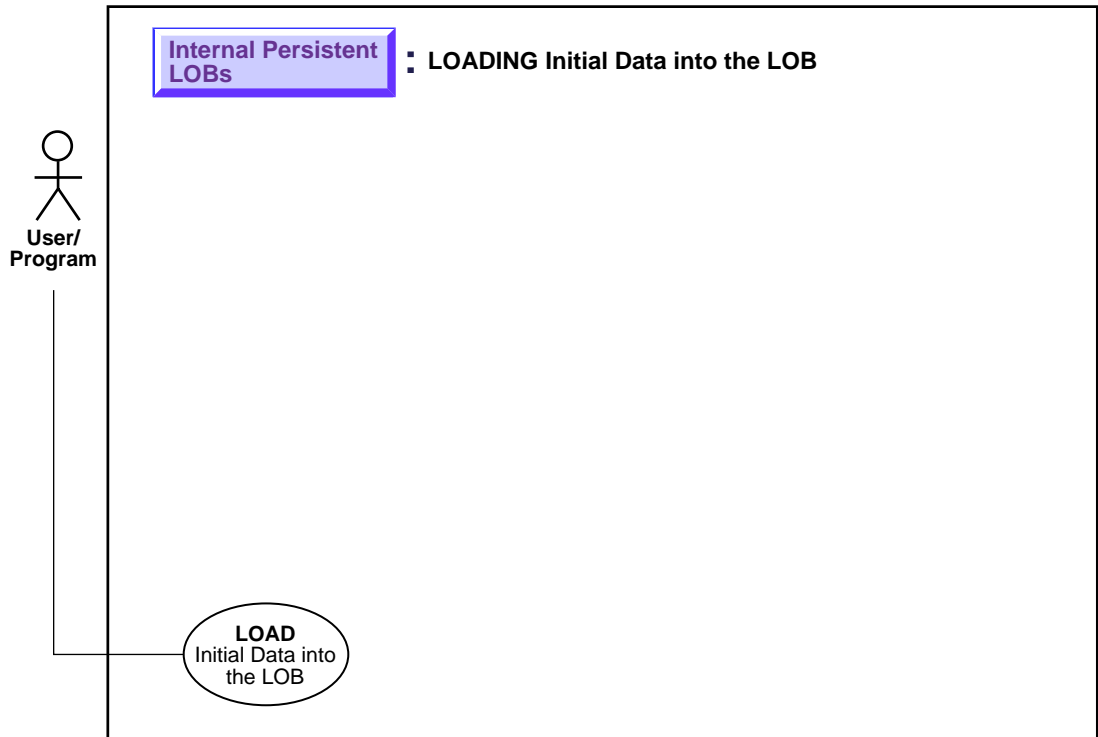 Internal Persistent
LOBs
: LOADING Initial Data into the LOB
User/
Program
LOAD
Initial Data into
the LOB